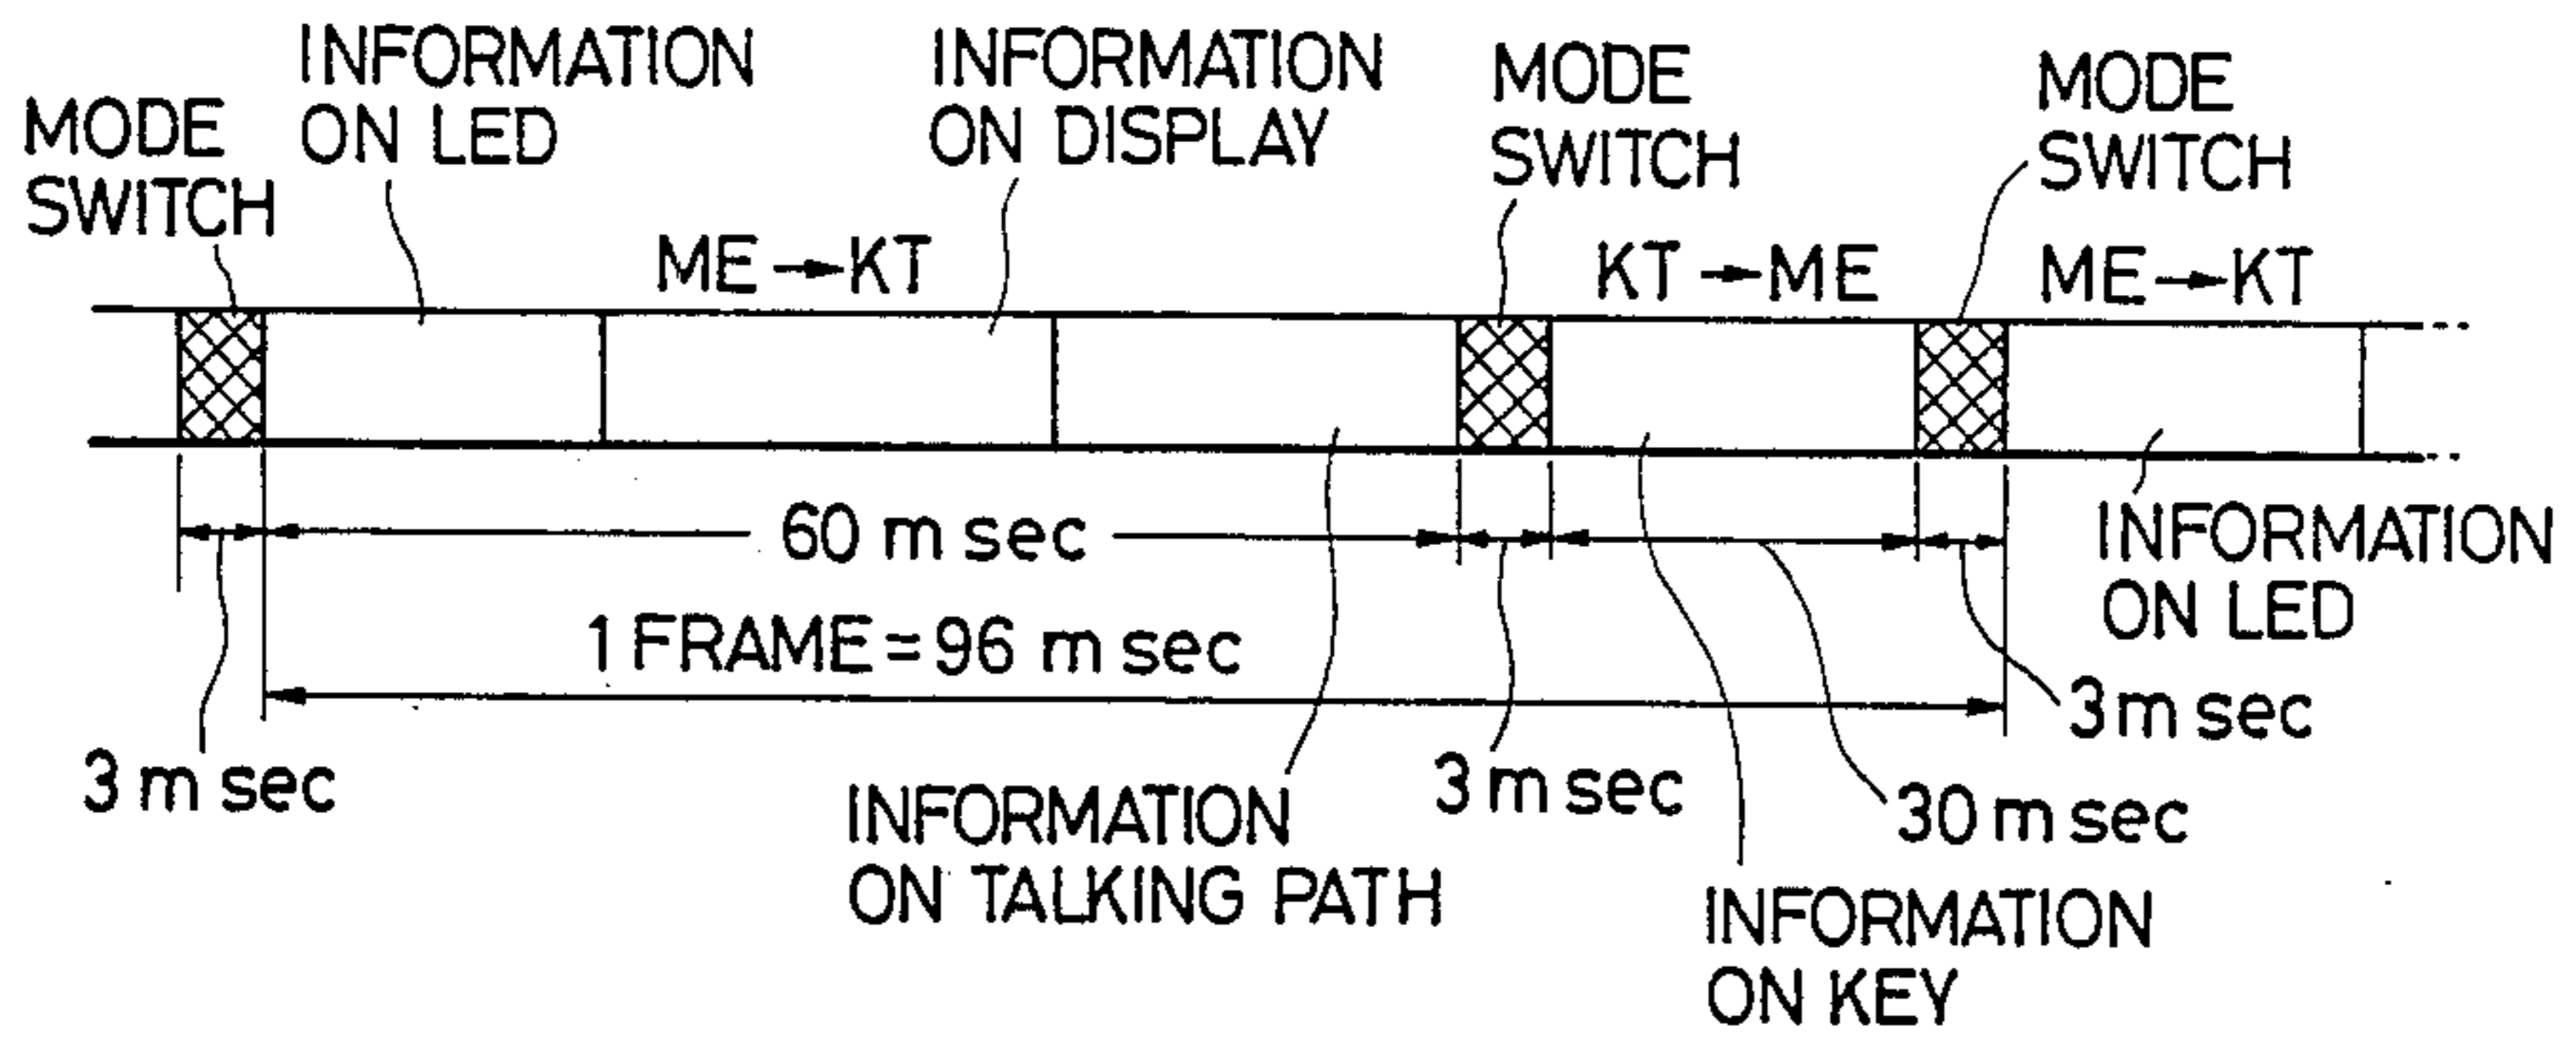 MODE
SWITCH
INFORMATION
ON LED
INFORMATION
ON DISPLAY
MODE
SWITCH
MODE
SWITCH
ME→KT
KT→ME
ME→KT
60 m sec
1 FRAME = 96 m sec
3 m sec
INFORMATION
ON TALKING PATH
3 m sec
INFORMATION
ON KEY
30 m sec
3 m sec
INFORMATION
ON LED